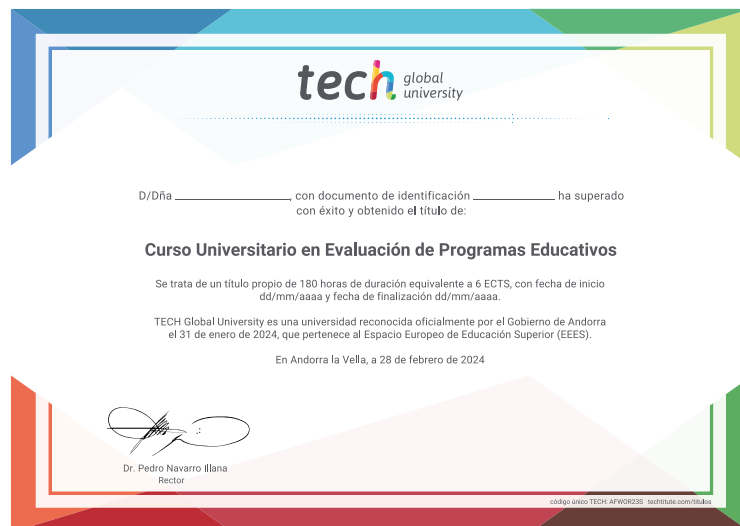 tech global university
D/Dña ____________________, con documento de identificación ______________ ha superado
con éxito y obtenido el título de:
Curso Universitario en Evaluación de Programas Educativos
Se trata de un título propio de 180 horas de duración equivalente a 6 ECTS, con fecha de inicio
dd/mm/aaaa y fecha de finalización dd/mm/aaaa.
TECH Global University es una universidad reconocida oficialmente por el Gobierno de Andorra
el 31 de enero de 2024, que pertenece al Espacio Europeo de Educación Superior (EEES).
En Andorra la Vella, a 28 de febrero de 2024
Dr. Pedro Navarro Illana
Rector
código único TECH: AFWOR23S techtitute.com/titulos